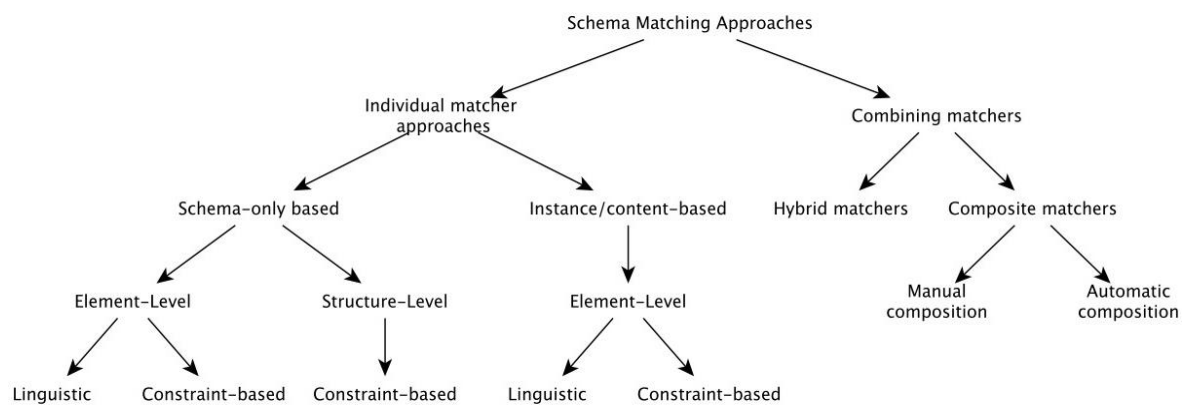 Schema Matching Approaches
Individual matcher
approaches
Combining matchers
Schema-only based
Instance/content-based
Hybrid matchers
Composite matchers
Element-Level
Structure-Level
Element-Level
Manual
composition
Automatic
composition
Linguistic
Constraint-based
Constraint-based
Linguistic
Constraint-based